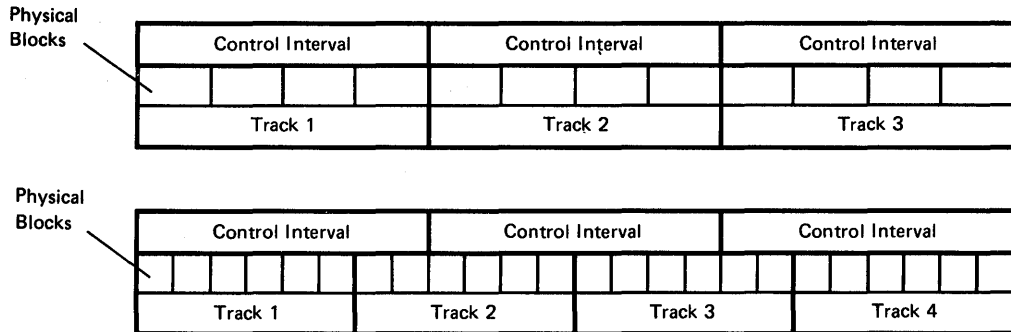 Physical
Blocks
Control Interval Control Interval Control Interval
Track 1 Track 2 Track 3
Physical
Blocks
Control Interval Control Interval Control Interval
Track 1 Track 2 Track 3 Track 4